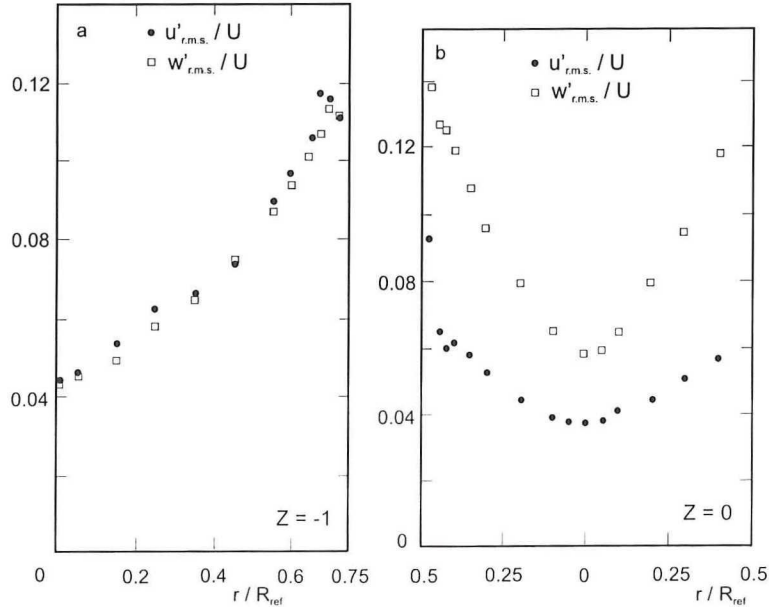 a
u'r.m.s. / U
w'r.m.s. / U
0.12
0.08
0.04
Z = -1
0 0.2 0.4 0.6 0.75
r / Rref
b
u'r.m.s. / U
w'r.m.s. / U
0.12
0.08
0.04
0
Z = 0
0.5 0.25 0 0.25 0.5
r / Rref